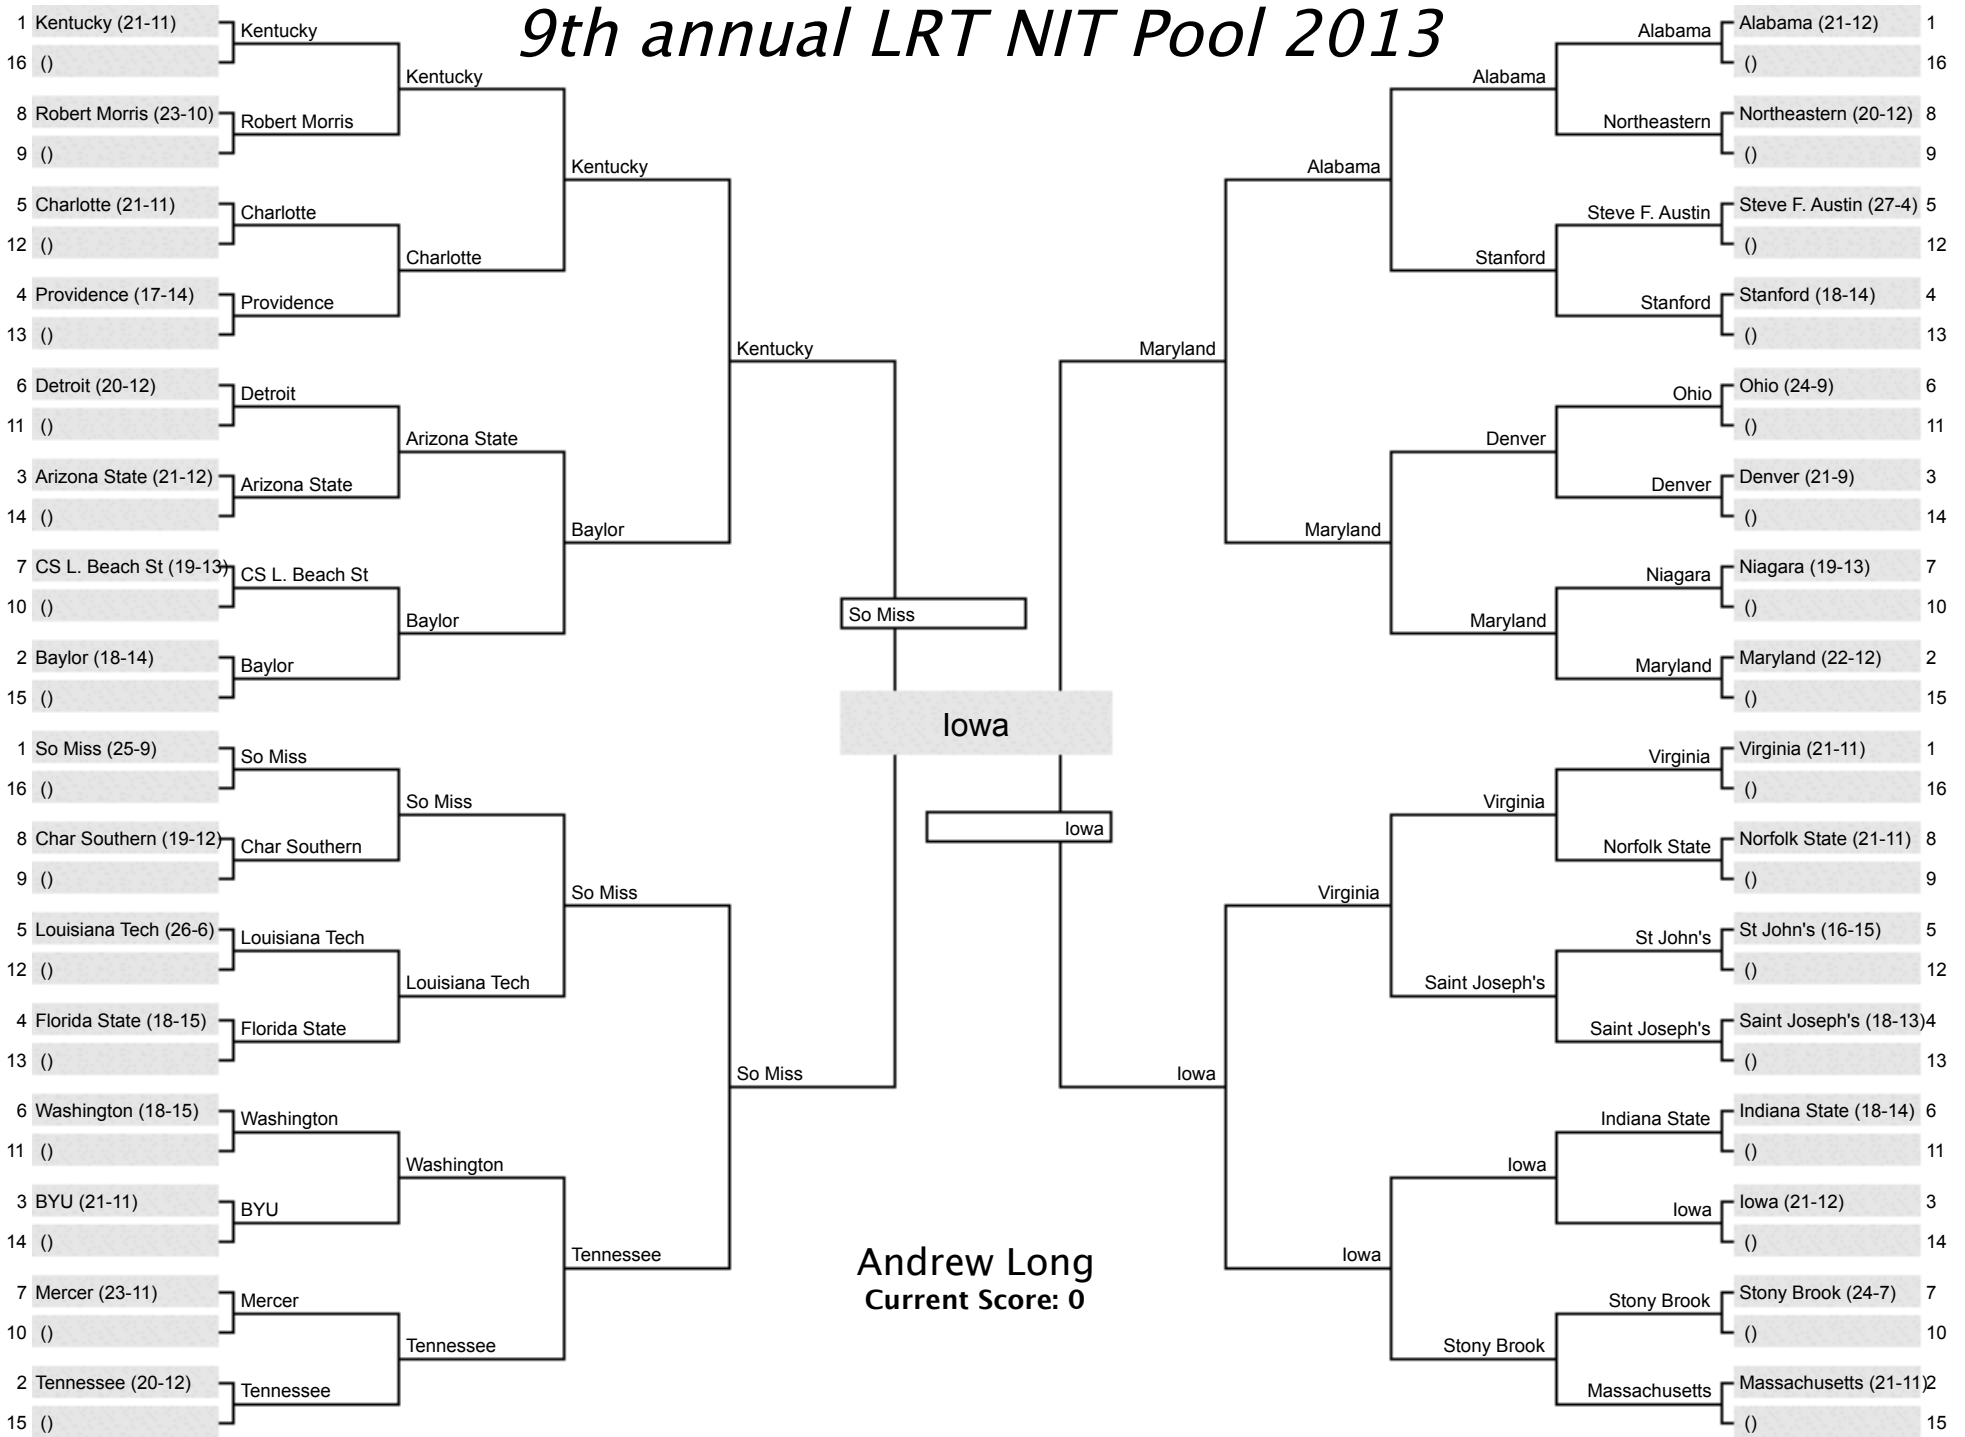 9th annual LRT NIT Pool 2013
1 Kentucky (21-11)
16 ()
8 Robert Morris (23-10)
9 ()
5 Charlotte (21-11)
12 ()
4 Providence (17-14)
13 ()
6 Detroit (20-12)
11 ()
3 Arizona State (21-12)
14 ()
7 CS L. Beach St (19-13)
10 ()
2 Baylor (18-14)
15 ()
1 So Miss (25-9)
16 ()
8 Char Southern (19-12)
9 ()
5 Louisiana Tech (26-6)
12 ()
4 Florida State (18-15)
13 ()
6 Washington (18-15)
11 ()
3 BYU (21-11)
14 ()
7 Mercer (23-11)
10 ()
2 Tennessee (20-12)
15 ()
Kentucky
Robert Morris
Charlotte
Providence
Detroit
Arizona State
CS L. Beach St
Baylor
So Miss
Char Southern
Louisiana Tech
Florida State
Washington
BYU
Mercer
Tennessee
Kentucky
Charlotte
Arizona State
Baylor
So Miss
Louisiana Tech
Washington
Tennessee
Kentucky
Baylor
So Miss
Tennessee
Kentucky
So Miss
So Miss
Iowa
Iowa
Andrew Long
Current Score: 0
Maryland
Iowa
Alabama
Maryland
Virginia
Iowa
Alabama
Stanford
Denver
Maryland
Virginia
Saint Joseph's
Iowa
Stony Brook
Alabama
Northeastern
Steve F. Austin
Stanford
Ohio
Denver
Niagara
Maryland
Virginia
Norfolk State
St John's
Saint Joseph's
Indiana State
Iowa
Stony Brook
Massachusetts
Alabama (21-12) 1
() 16
Northeastern (20-12) 8
() 9
Steve F. Austin (27-4) 5
() 12
Stanford (18-14) 4
() 13
Ohio (24-9) 6
() 11
Denver (21-9) 3
() 14
Niagara (19-13) 7
() 10
Maryland (22-12) 2
() 15
Virginia (21-11) 1
() 16
Norfolk State (21-11) 8
() 9
St John's (16-15) 5
() 12
Saint Joseph's (18-13) 4
() 13
Indiana State (18-14) 6
() 11
Iowa (21-12) 3
() 14
Stony Brook (24-7) 7
() 10
Massachusetts (21-11) 2
() 15